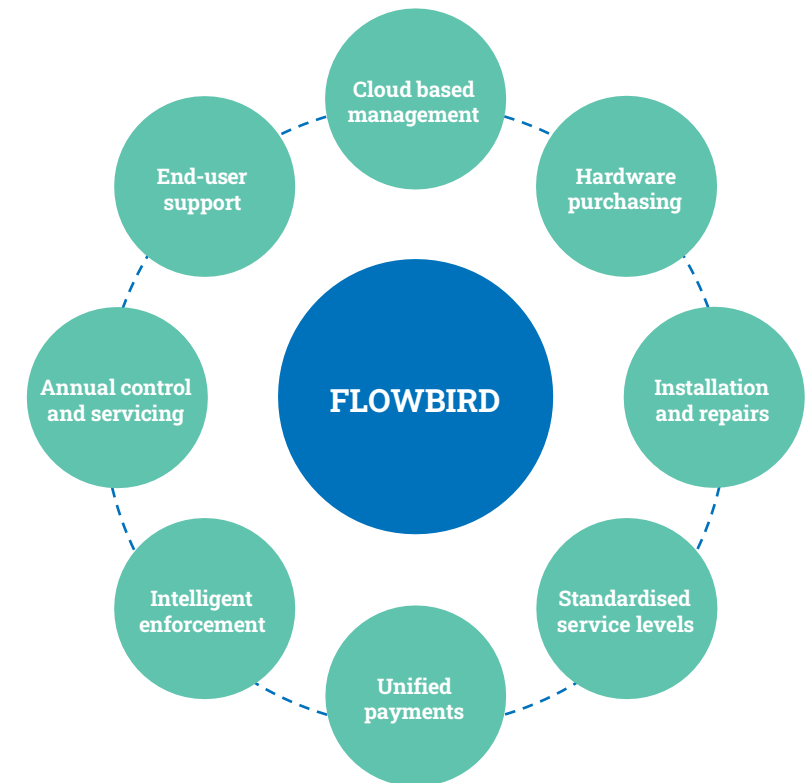 Cloud based
management
Hardware
purchasing
Installation
and repairs
Standardised
service levels
Unified
payments
Intelligent
enforcement
Annual control
and servicing
End-user
support
FLOWBIRD